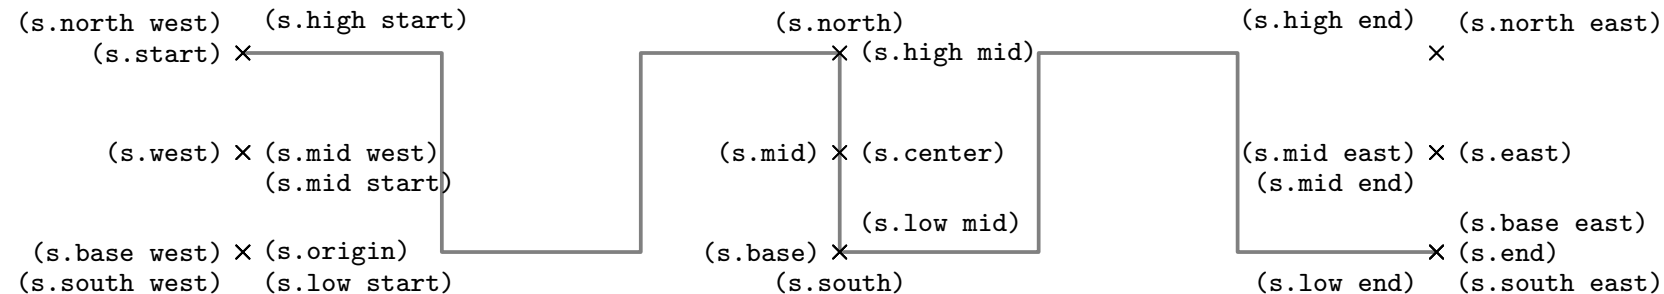 (s.north west) (s.high start) (s.north) (s.high end) (s.north east)
(s.start) (s.high mid)
(s.west) (s.mid west) (s.mid) (s.center) (s.mid east) (s.east)
(s.mid start) (s.mid end)
(s.low mid) (s.base east)
(s.base west) (s.origin) (s.base) (s.end)
(s.south west) (s.low start) (s.south) (s.low end) (s.south east)